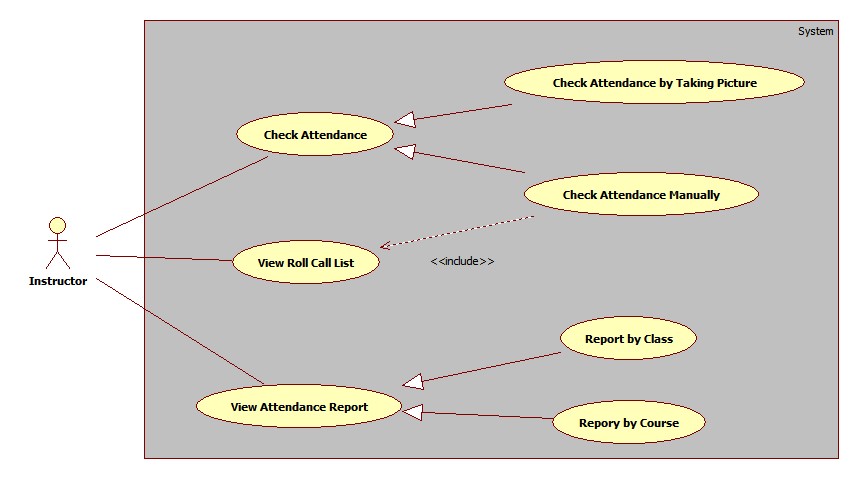 System
Check Attendance by Taking Picture
Check Attendance
Check Attendance Manually
Instructor
View Roll Call List
<<include>>
Report by Class
View Attendance Report
Repory by Course